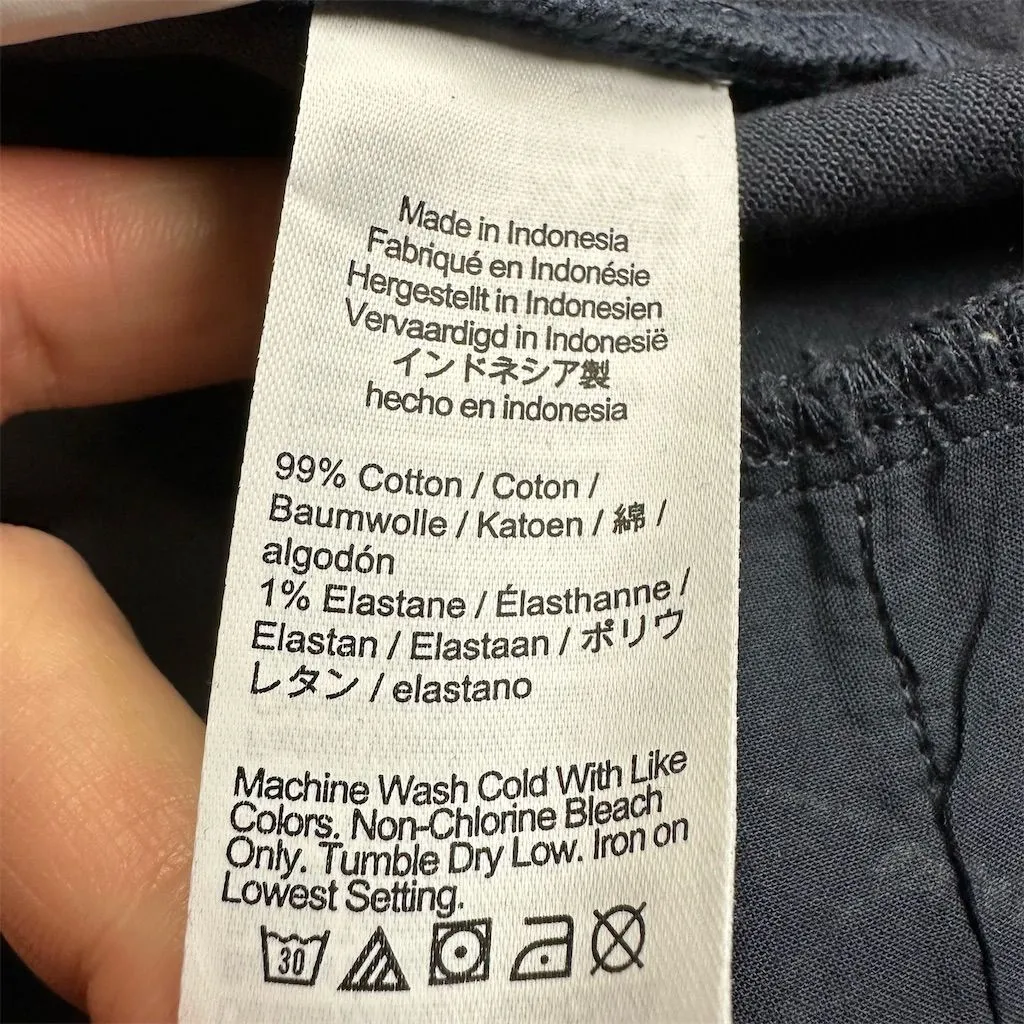 Made in Indonesia
Fabriqué en Indonésie
Hergestellt in Indonesien
Vervaardigd in Indonesië
インドネシア製
hecho en indonesia
99% Cotton / Coton /
Baumwolle / Katoen / 綿 /
algodón
1% Elastane / Élasthanne /
Elastan / Elastaan / ポリウ
レタン / elastano
Machine Wash Cold With Like
Colors. Non-Chlorine Bleach
Only. Tumble Dry Low. Iron on
Lowest Setting.
30